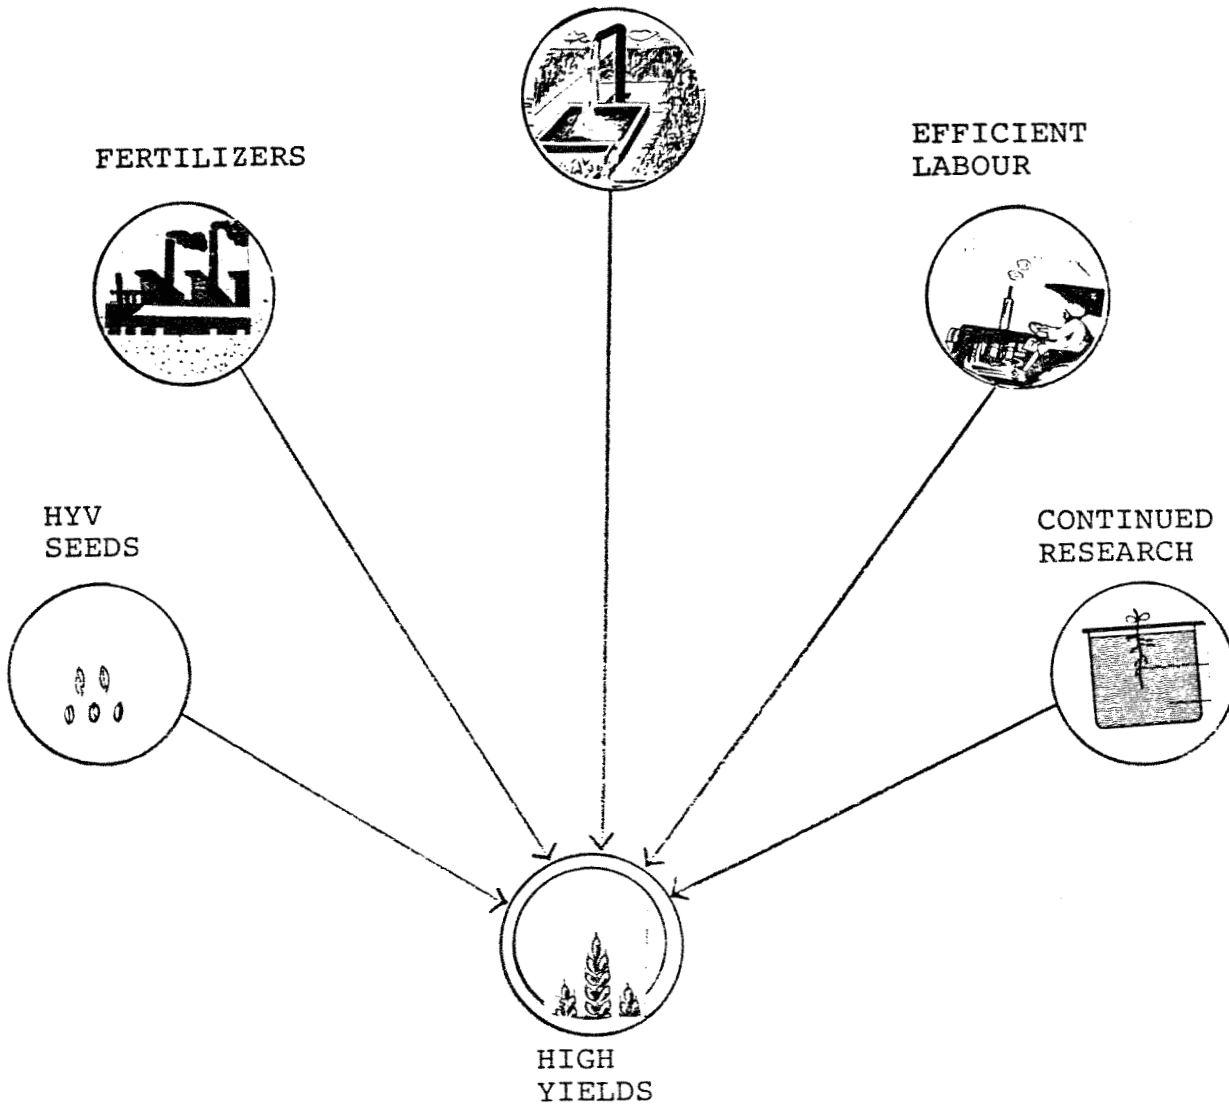 FERTILIZERS
EFFICIENT
LABOUR
HYV
SEEDS
CONTINUED
RESEARCH
HIGH
YIELDS